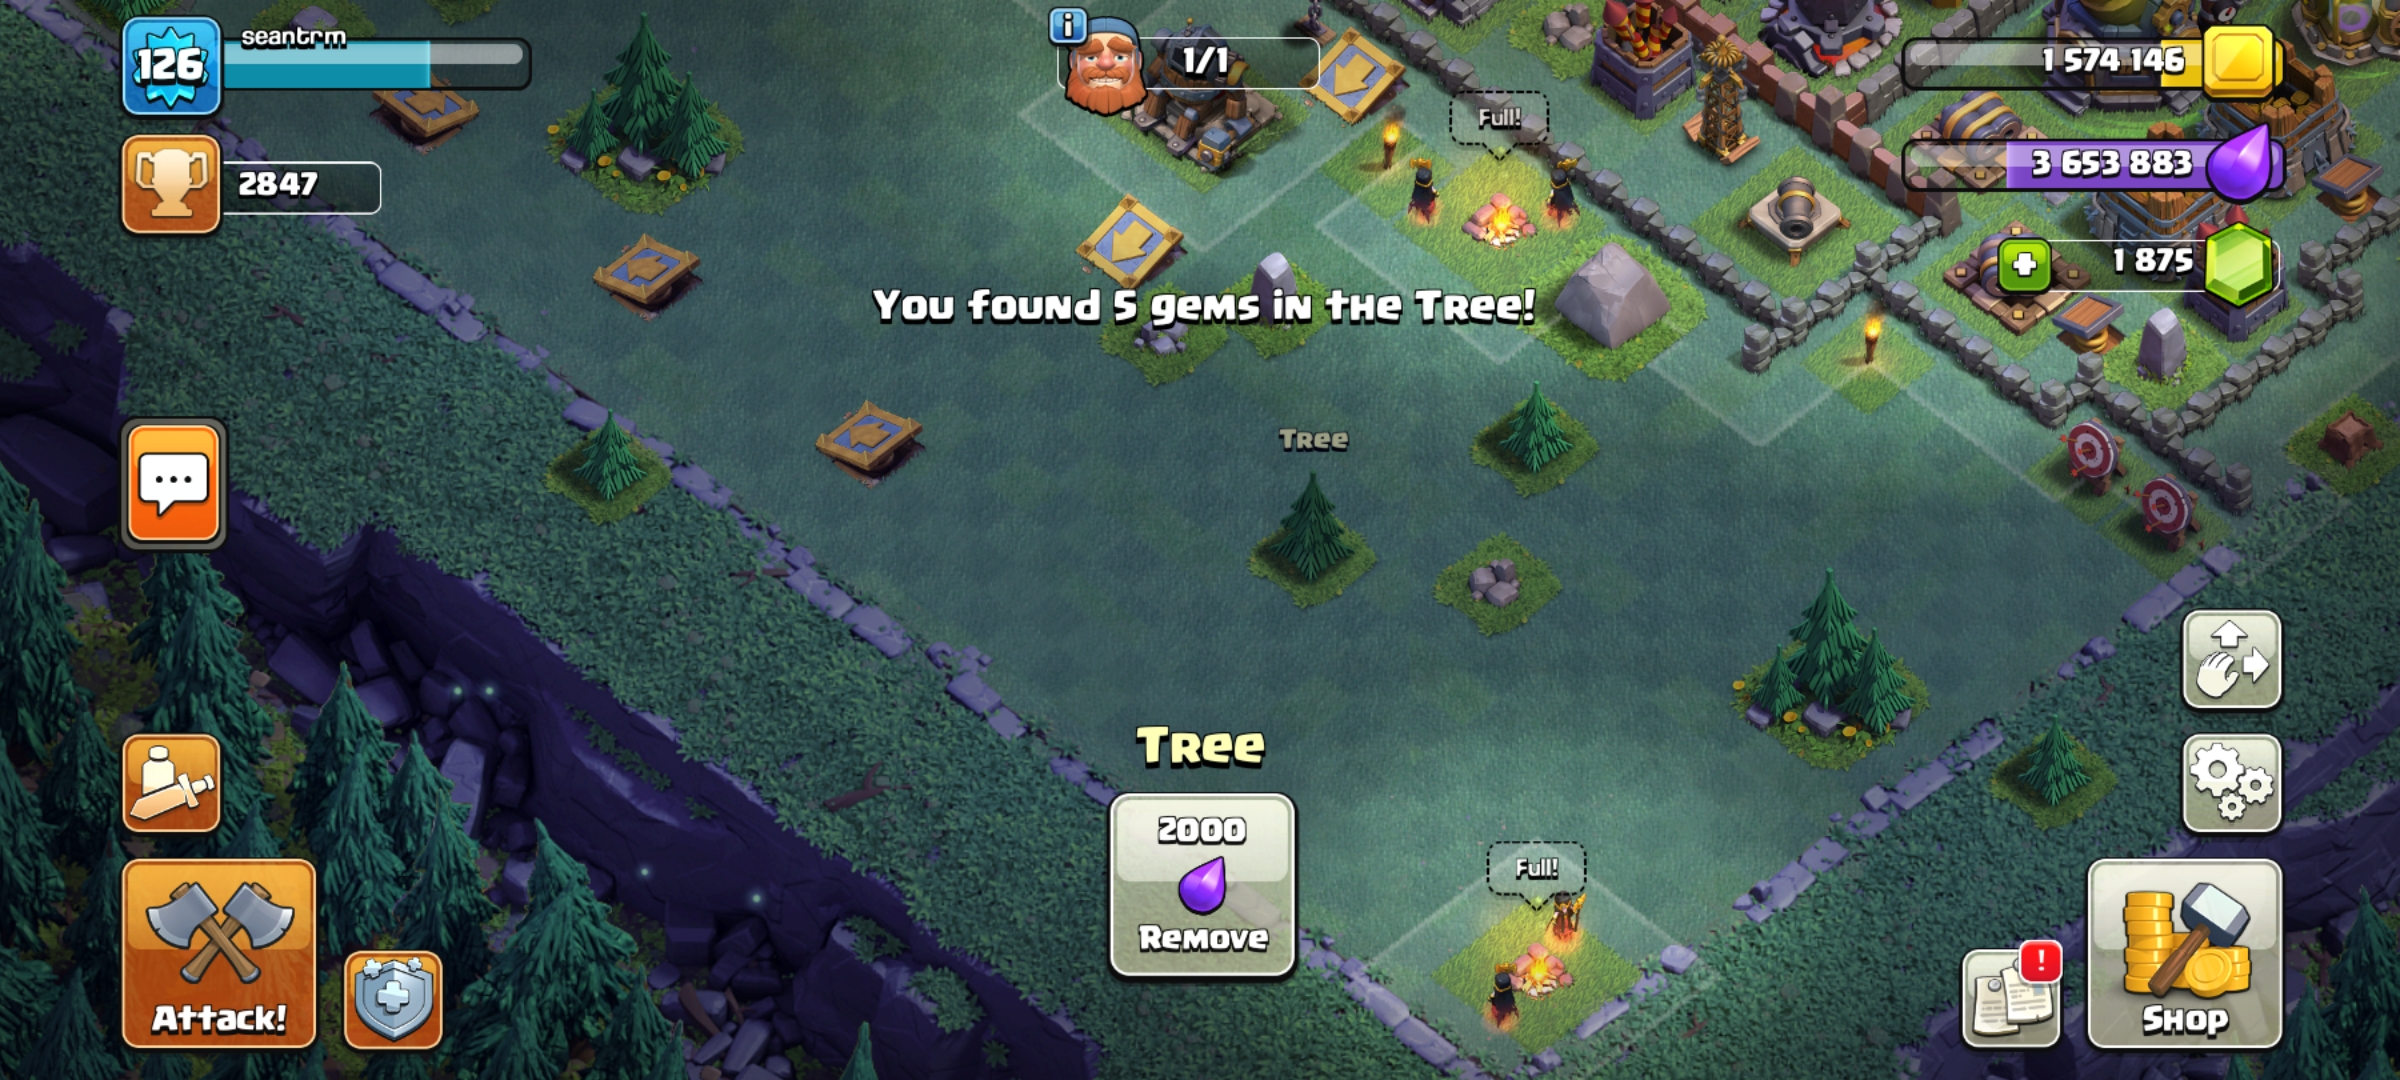 126
seantrm
i
1/1
1 574 146
Full!
3 653 883
2847
1 875
You found 5 gems in the Tree!
Tree
Tree
2000
Remove
Full!
Attack!
!
Shop